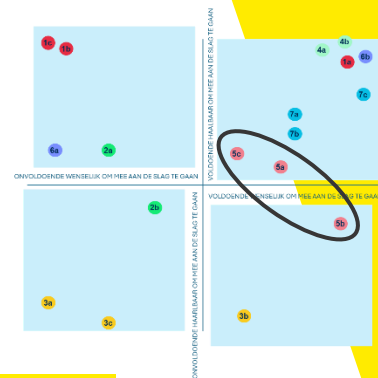 1c
1b
6a
2a
4b
4a
6b
1a
7c
7a
7b
5c
5a
ONVOLDOENDE WENSELIJK OM MEE AAN DE SLAG TE GAAN
VOLDOENDE HAALBAAR OM MEE AAN DE SLAG TE GAAN
VOLDOENDE WENSELIJK OM MEE AAN DE SLAG TE GAA
ONVOLDOENDE HAALBAAR OM MEE AAN DE SLAG TE GAAN
2b
5b
3a
3c
3b